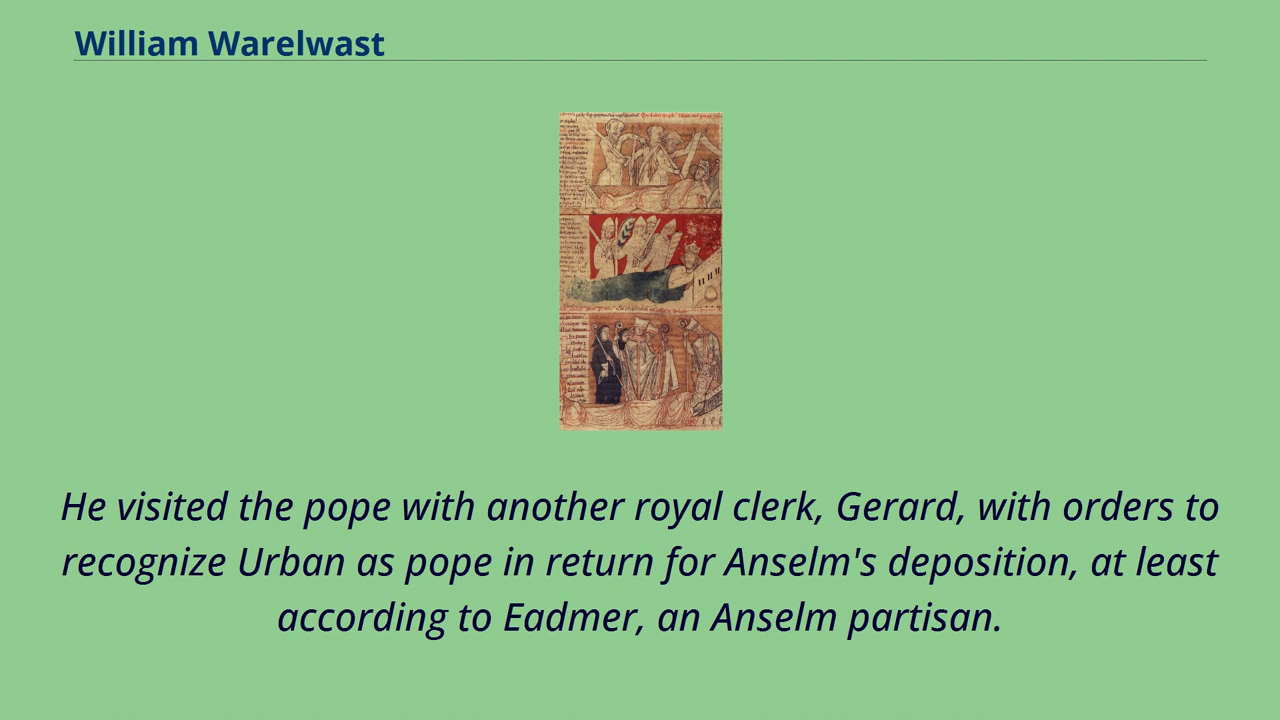 William Warelwast
He visited the pope with another royal clerk, Gerard, with orders to
recognize Urban as pope in return for Anselm's deposition, at least
according to Eadmer, an Anselm partisan.